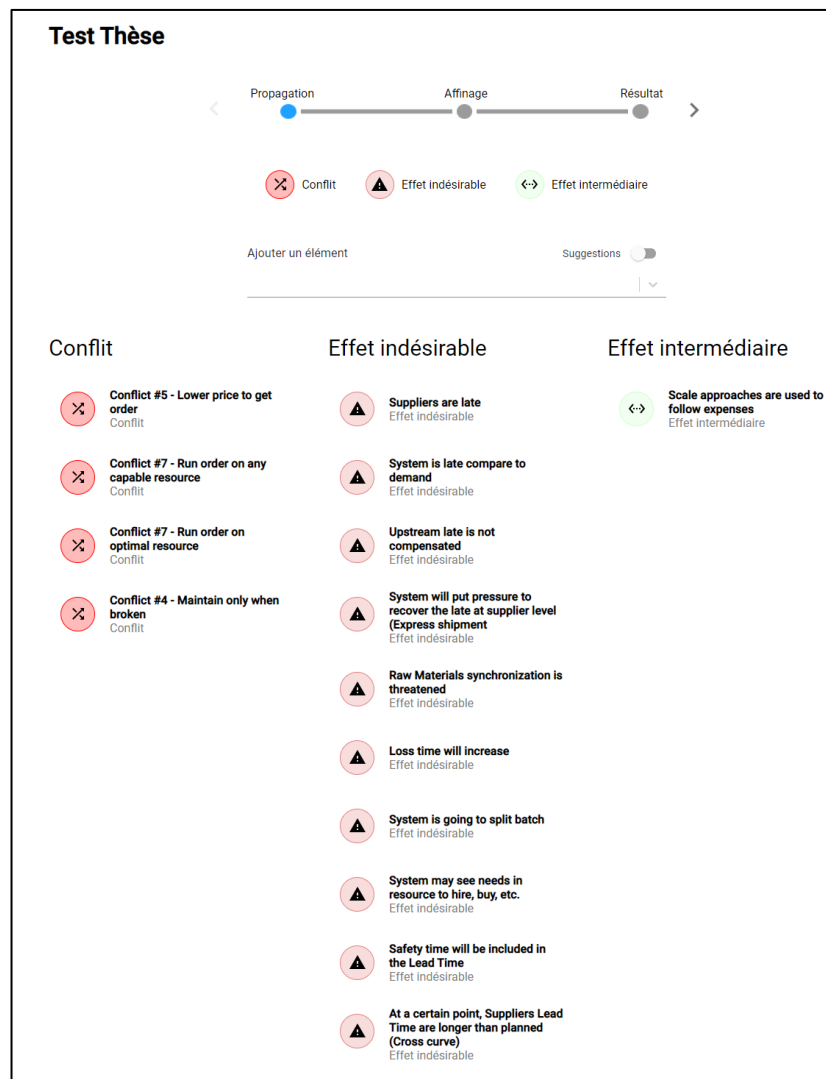 Test Thèse
Propagation
Affinage
Résultat
Conflit
Effet indésirable
Effet intermédiaire
Ajouter un élément
Suggestions
Conflit
Conflict #5 - Lower price to get
order
Conflit
Conflict #7 - Run order on any
capable resource
Conflit
Conflict #7 - Run order on
optimal resource
Conflit
Conflict #4 - Maintain only when
broken
Conflit
Effet indésirable
Suppliers are late
Effet indésirable
System is late compare to
demand
Effet indésirable
Upstream late is not
compensated
Effet indésirable
System will put pressure to
recover the late at supplier level
(Express shipment
Effet indésirable
Raw Materials synchronization is
threatened
Effet indésirable
Loss time will increase
Effet indésirable
System is going to split batch
Effet indésirable
System may see needs in
resource to hire, buy, etc.
Effet indésirable
Safety time will be included in
the Lead Time
Effet indésirable
At a certain point, Suppliers Lead
Time are longer than planned
(Cross curve)
Effet indésirable
Effet intermédiaire
Scale approaches are used to
follow expenses
Effet intermédiaire